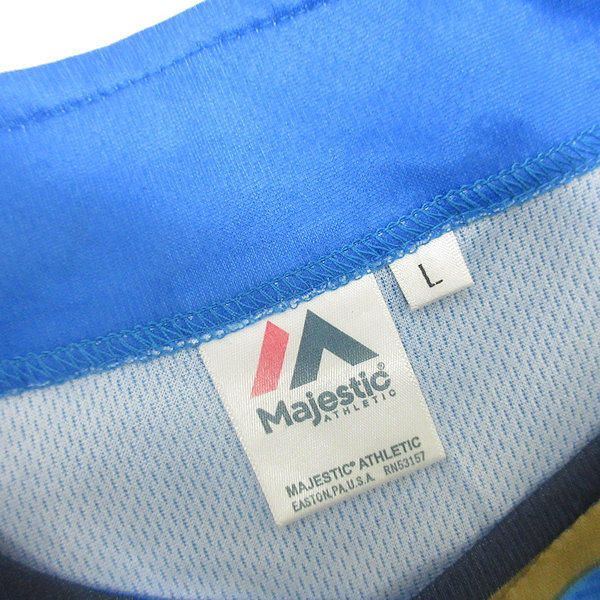 Majestic®
ATHLETIC
MAJESTIC® ATHLETIC
EASTON,PA,U.S.A. RN53157
L